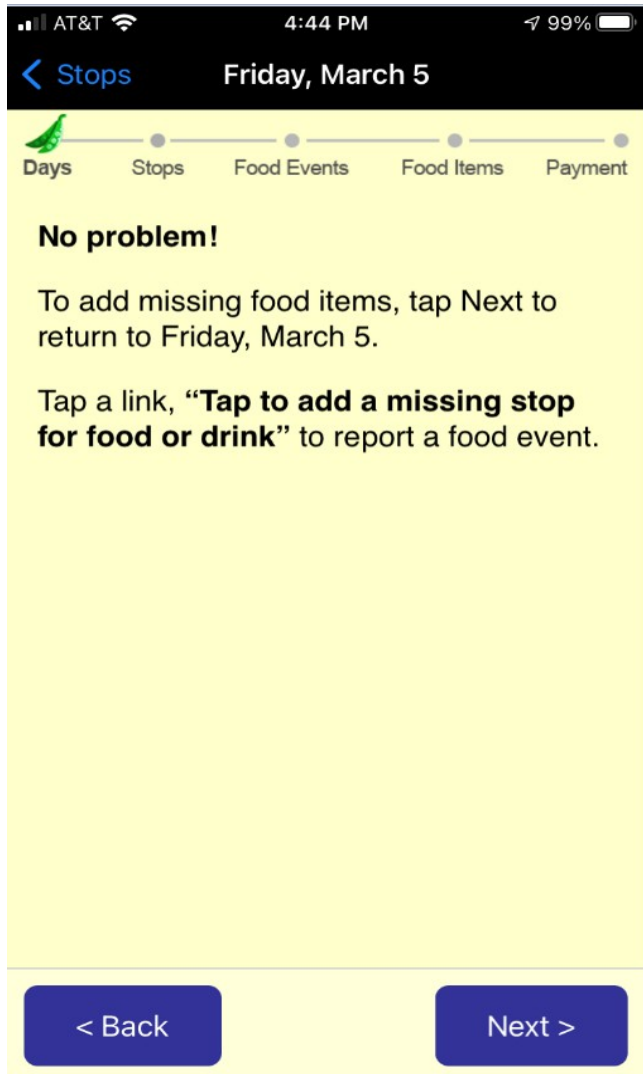 AT&T 4:44 PM 99%
Stops Friday, March 5
Days Stops Food Events Food Items Payment
No problem!
To add missing food items, tap Next to
return to Friday, March 5.
Tap a link, “Tap to add a missing stop
for food or drink” to report a food event.
< Back Next >